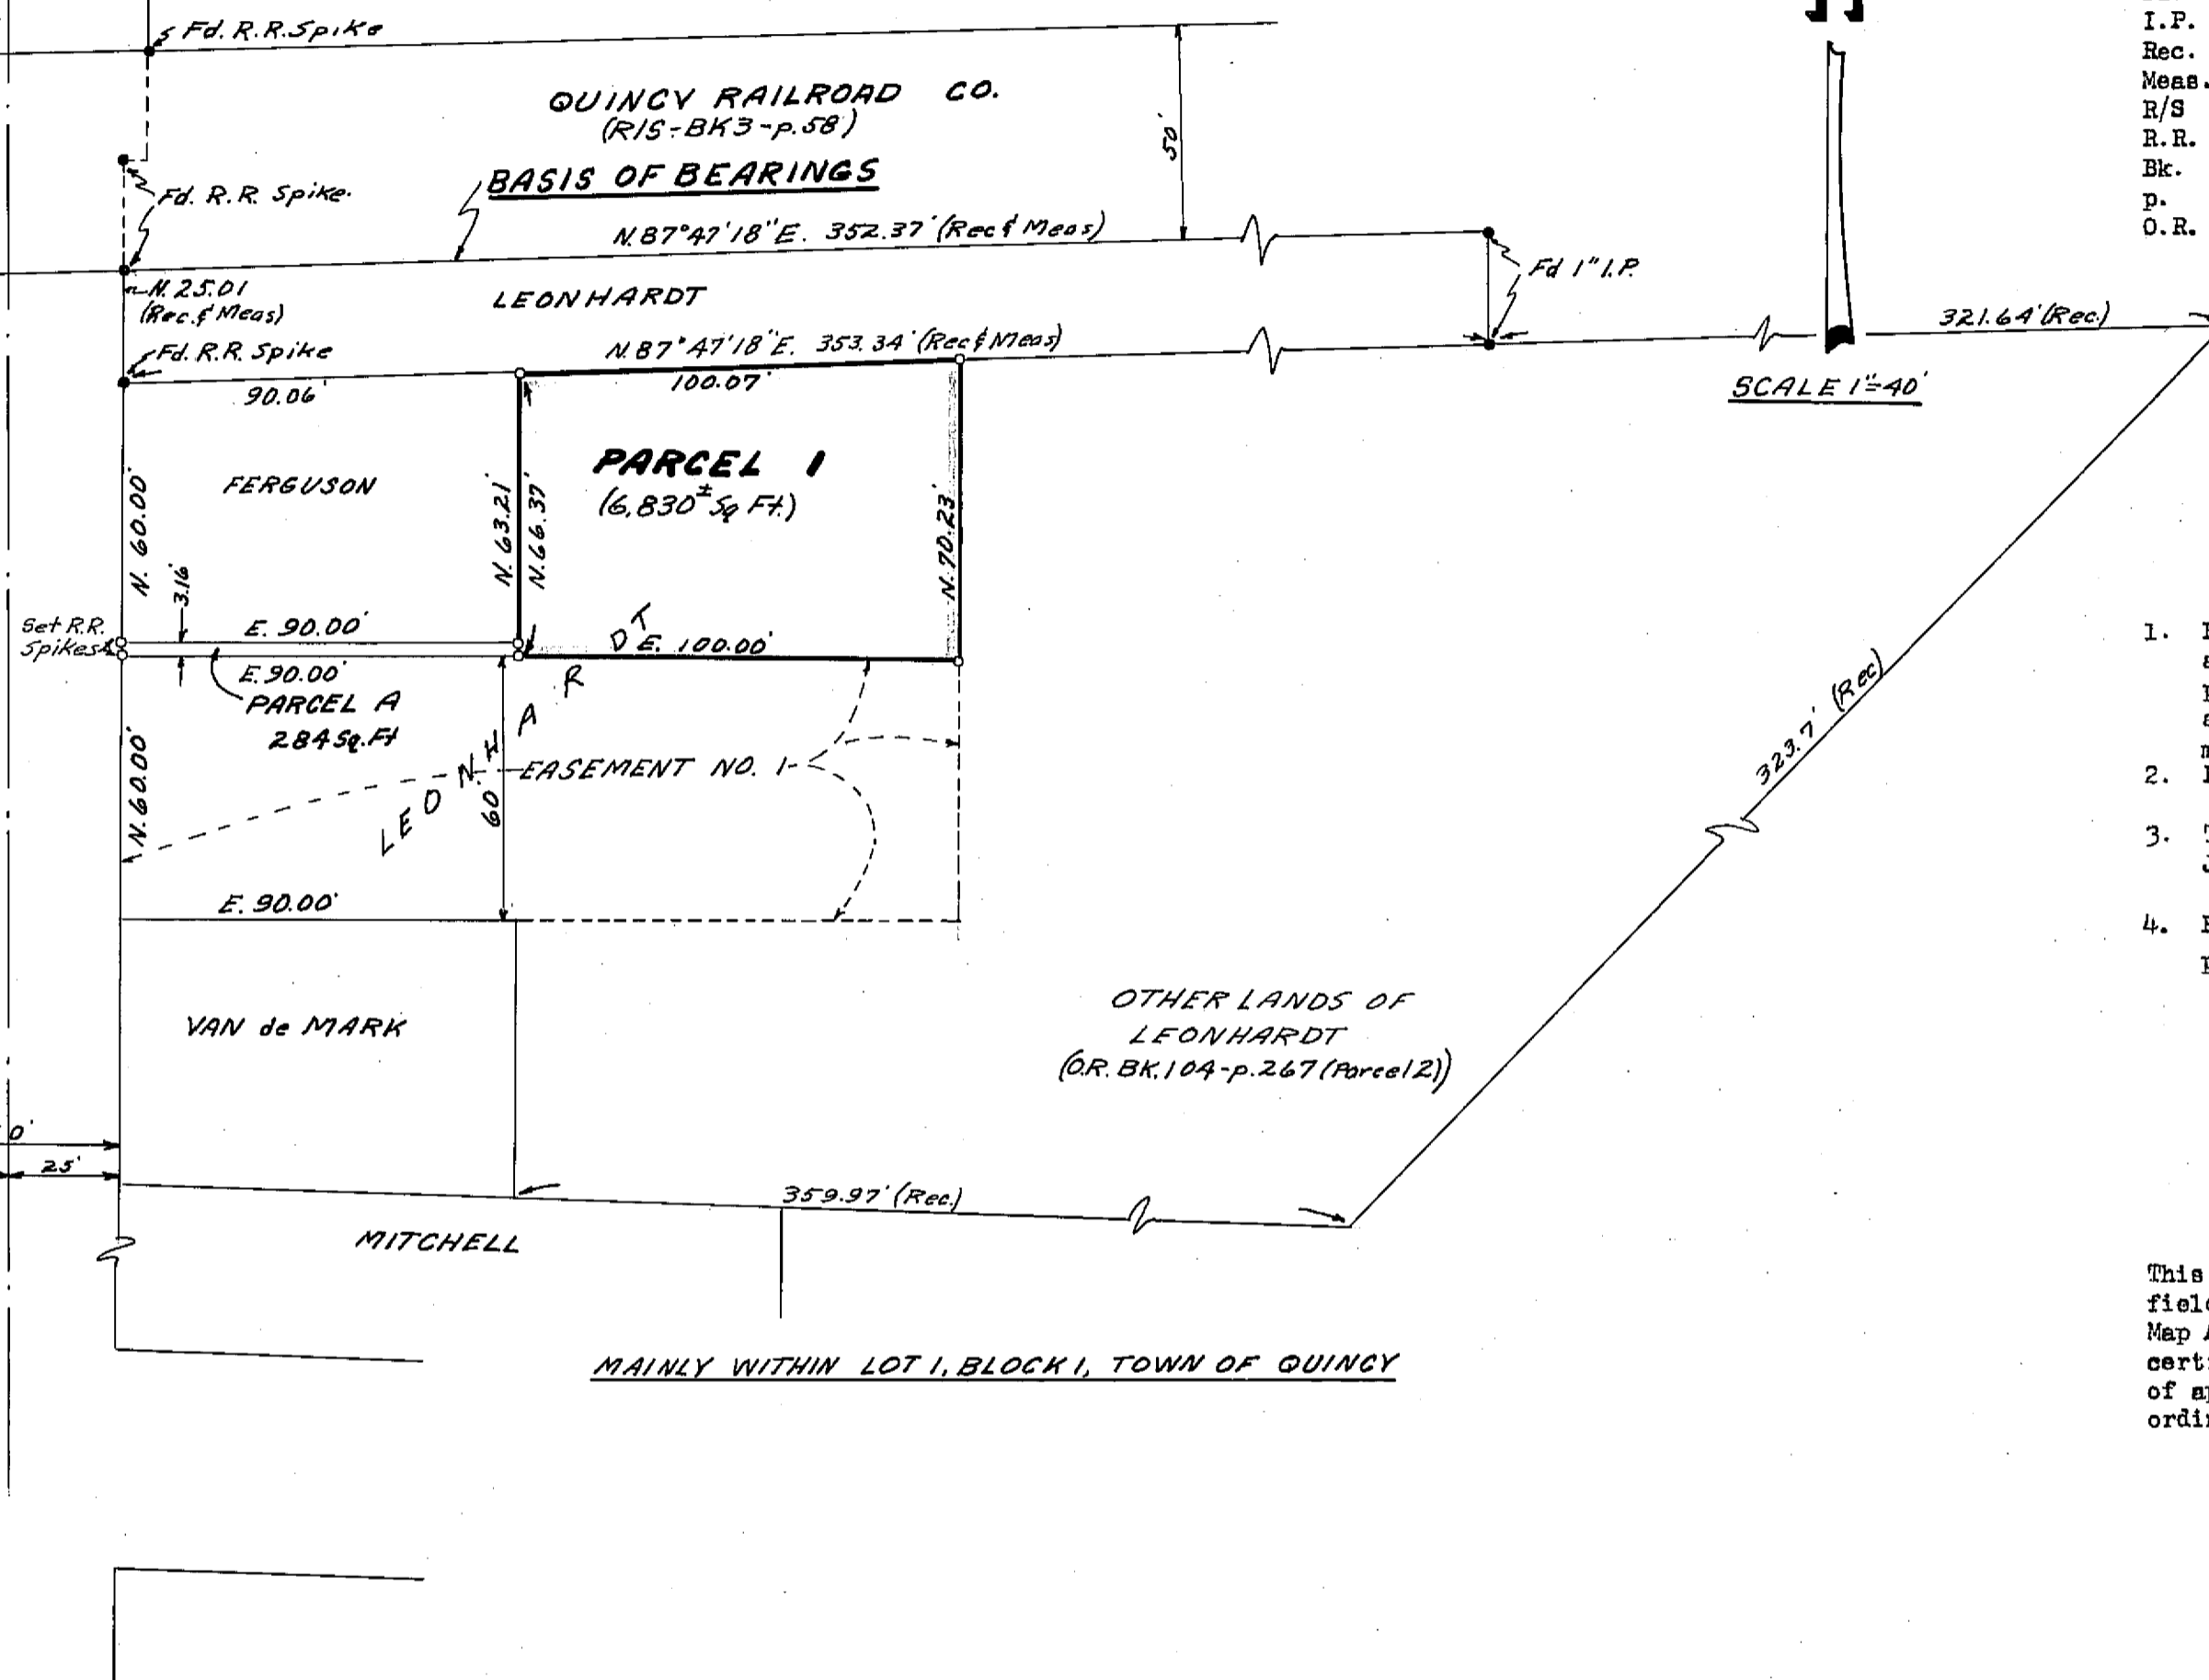 Fd. R.R. Spike
QUINCY RAILROAD CO.
(R/S-BK3-p.58)
BASIS OF BEARINGS
50'
Fd. R.R. Spike.
N.87°47'18"E. 352.37' (Rec & Meas)
Fd 1" I.P.
N. 25.01
(Rec. & Meas)
LEONHARDT
Fd. R.R. Spike
N.87°47'18"E. 353.34' (Rec & Meas)
321.64' (Rec.)
90.06'
100.07'
SCALE 1"=40'
FERGUSON
PARCEL 1
(6,830± Sq Ft.)
N. 60.00'
N. 63.21'
N. 66.37'
N. 70.23'
3.16'
Set R.R.
Spikes
E. 90.00'
E. 100.00'
E. 90.00'
PARCEL A
284 Sq. Ft
LEONHARDT
N. 60.00'
60'
EASEMENT NO. 1
323.7' (Rec)
E. 90.00'
VAN de MARK
OTHER LANDS OF
LEONHARDT
(O.R. BK.104-p.267 (Parcel 2))
0'
25'
359.97' (Rec.)
MITCHELL
MAINLY WITHIN LOT 1, BLOCK 1, TOWN OF QUINCY
I.P.
Rec.
Meas.
R/S
R.R.
Bk.
p.
O.R.
1.
2.
3.
4.
This
field
Map
cert
of
ordi